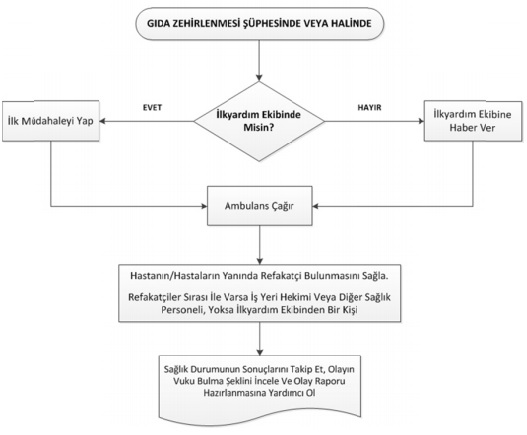 GIDA ZEHİRLENMESİ ŞÜPHESİNDE VEYA HALİNDE
İlkyardım Ekibinde
Misin?
EVET
HAYIR
İlk Müdahaleyi Yap
İlkyardım Ekibine
Haber Ver
Ambulans Çağır
Hastanın/Hastaların Yanında Refakatçi Bulunmasını Sağla.
Refakatçiler Sırası İle Varsa İş Yeri Hekimi Veya Diğer Sağlık
Personeli, Yoksa İlkyardım Ekibinden Bir Kişi
Sağlık Durumunun Sonuçlarını Takip Et, Olayın
Vuku Bulma Şeklini İncele Ve Olay Raporu
Hazırlanmasına Yardımcı Ol